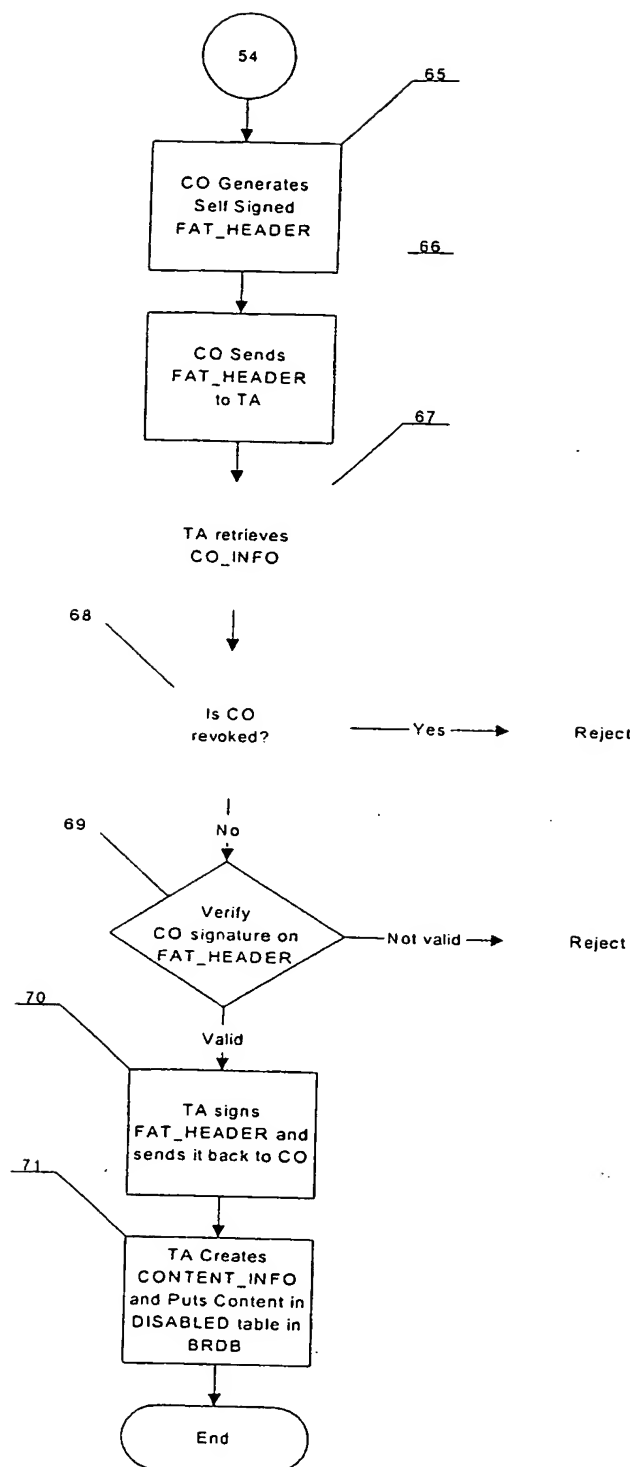 54
65
CO Generates
Self Signed
FAT_HEADER
66
CO Sends
FAT_HEADER
to TA
67
TA retrieves
CO_INFO
68
Is CO
revoked?
Yes
Reject
No
69
Verify
CO signature on
FAT_HEADER
Not valid
Reject
Valid
70
TA signs
FAT_HEADER and
sends it back to CO
71
TA Creates
CONTENT_INFO
and Puts Content in
DISABLED table in
BRDB
End